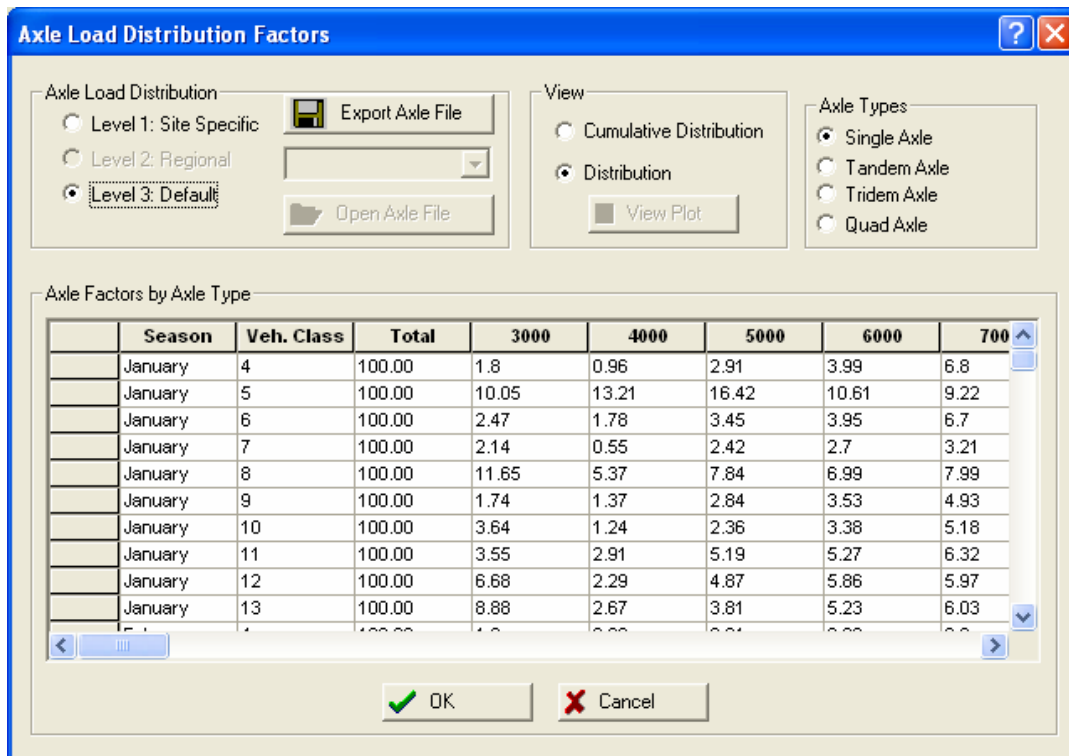 Axle Load Distribution Factors
Axle Load Distribution
Level 1: Site Specific
Level 2: Regional
Level 3: Default
Export Axle File
Open Axle File
View
Cumulative Distribution
Distribution
View Plot
Axle Types
Single Axle
Tandem Axle
Tridem Axle
Quad Axle
Axle Factors by Axle Type
Season Veh. Class Total 3000 4000 5000 6000 700
January 4 100.00 1.8 0.96 2.91 3.99 6.8
January 5 100.00 10.05 13.21 16.42 10.61 9.22
January 6 100.00 2.47 1.78 3.45 3.95 6.7
January 7 100.00 2.14 0.55 2.42 2.7 3.21
January 8 100.00 11.65 5.37 7.84 6.99 7.99
January 9 100.00 1.74 1.37 2.84 3.53 4.93
January 10 100.00 3.64 1.24 2.36 3.38 5.18
January 11 100.00 3.55 2.91 5.19 5.27 6.32
January 12 100.00 6.68 2.29 4.87 5.86 5.97
January 13 100.00 8.88 2.67 3.81 5.23 6.03
OK
Cancel